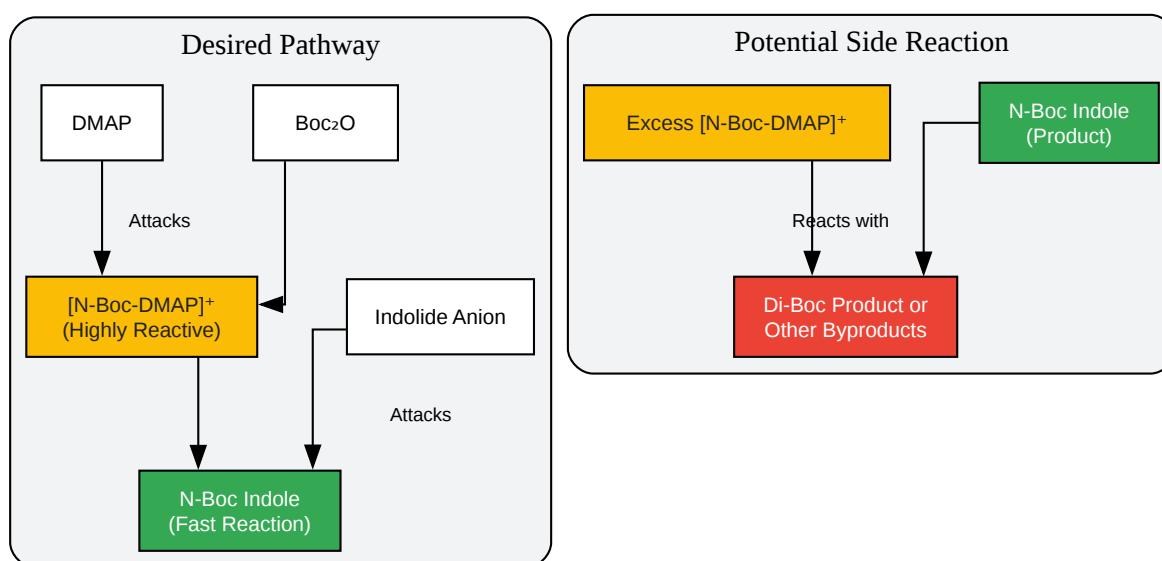 Desired Pathway
DMAP
Boc₂O
Attacks
[N-Boc-DMAP]⁺
(Highly Reactive)
Indolide Anion
Attacks
N-Boc Indole
(Fast Reaction)
Potential Side Reaction
Excess [N-Boc-DMAP]⁺
N-Boc Indole
(Product)
Reacts with
Di-Boc Product or
Other Byproducts